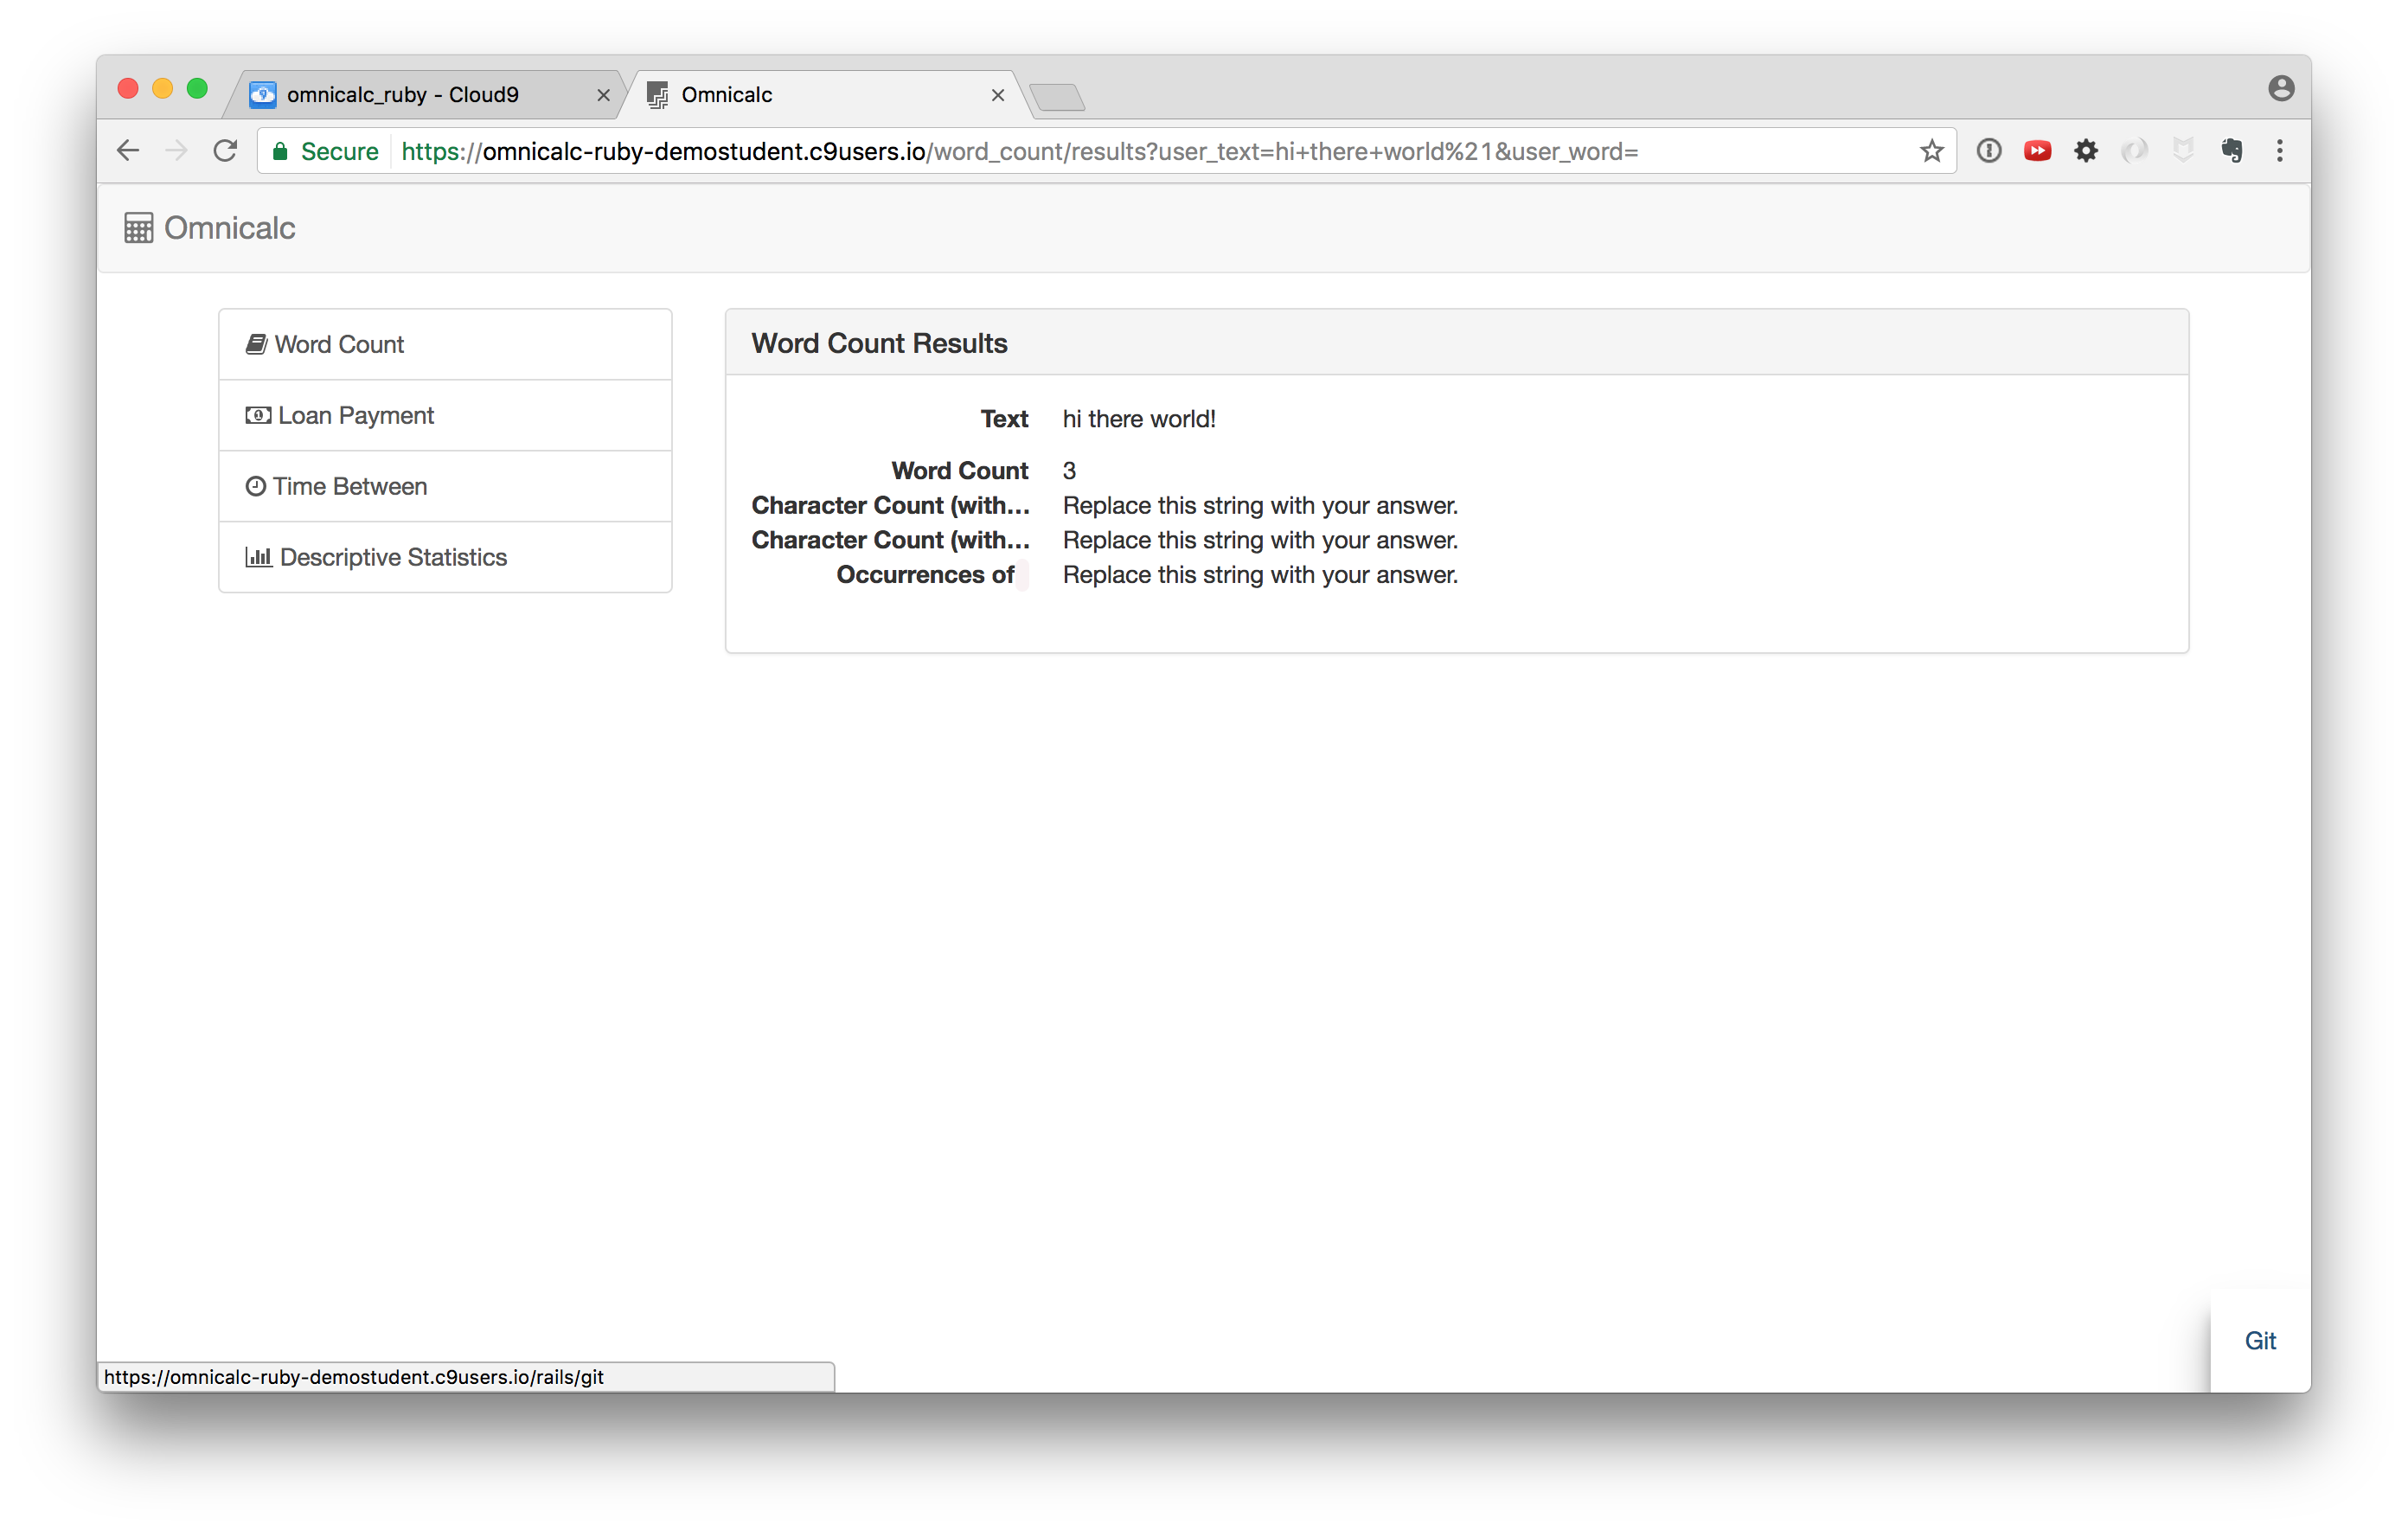 omnicalc_ruby - Cloud9
Omnicalc
Secure https://omnicalc-ruby-demostudent.c9users.io/word_count/results?user_text=hi+there+world%21&user_word=
Omnicalc
Word Count
Loan Payment
Time Between
Descriptive Statistics
Word Count Results
Text hi there world!
Word Count 3
Character Count (with... Replace this string with your answer.
Character Count (with... Replace this string with your answer.
Occurrences of Replace this string with your answer.
Git
https://omnicalc-ruby-demostudent.c9users.io/rails/git